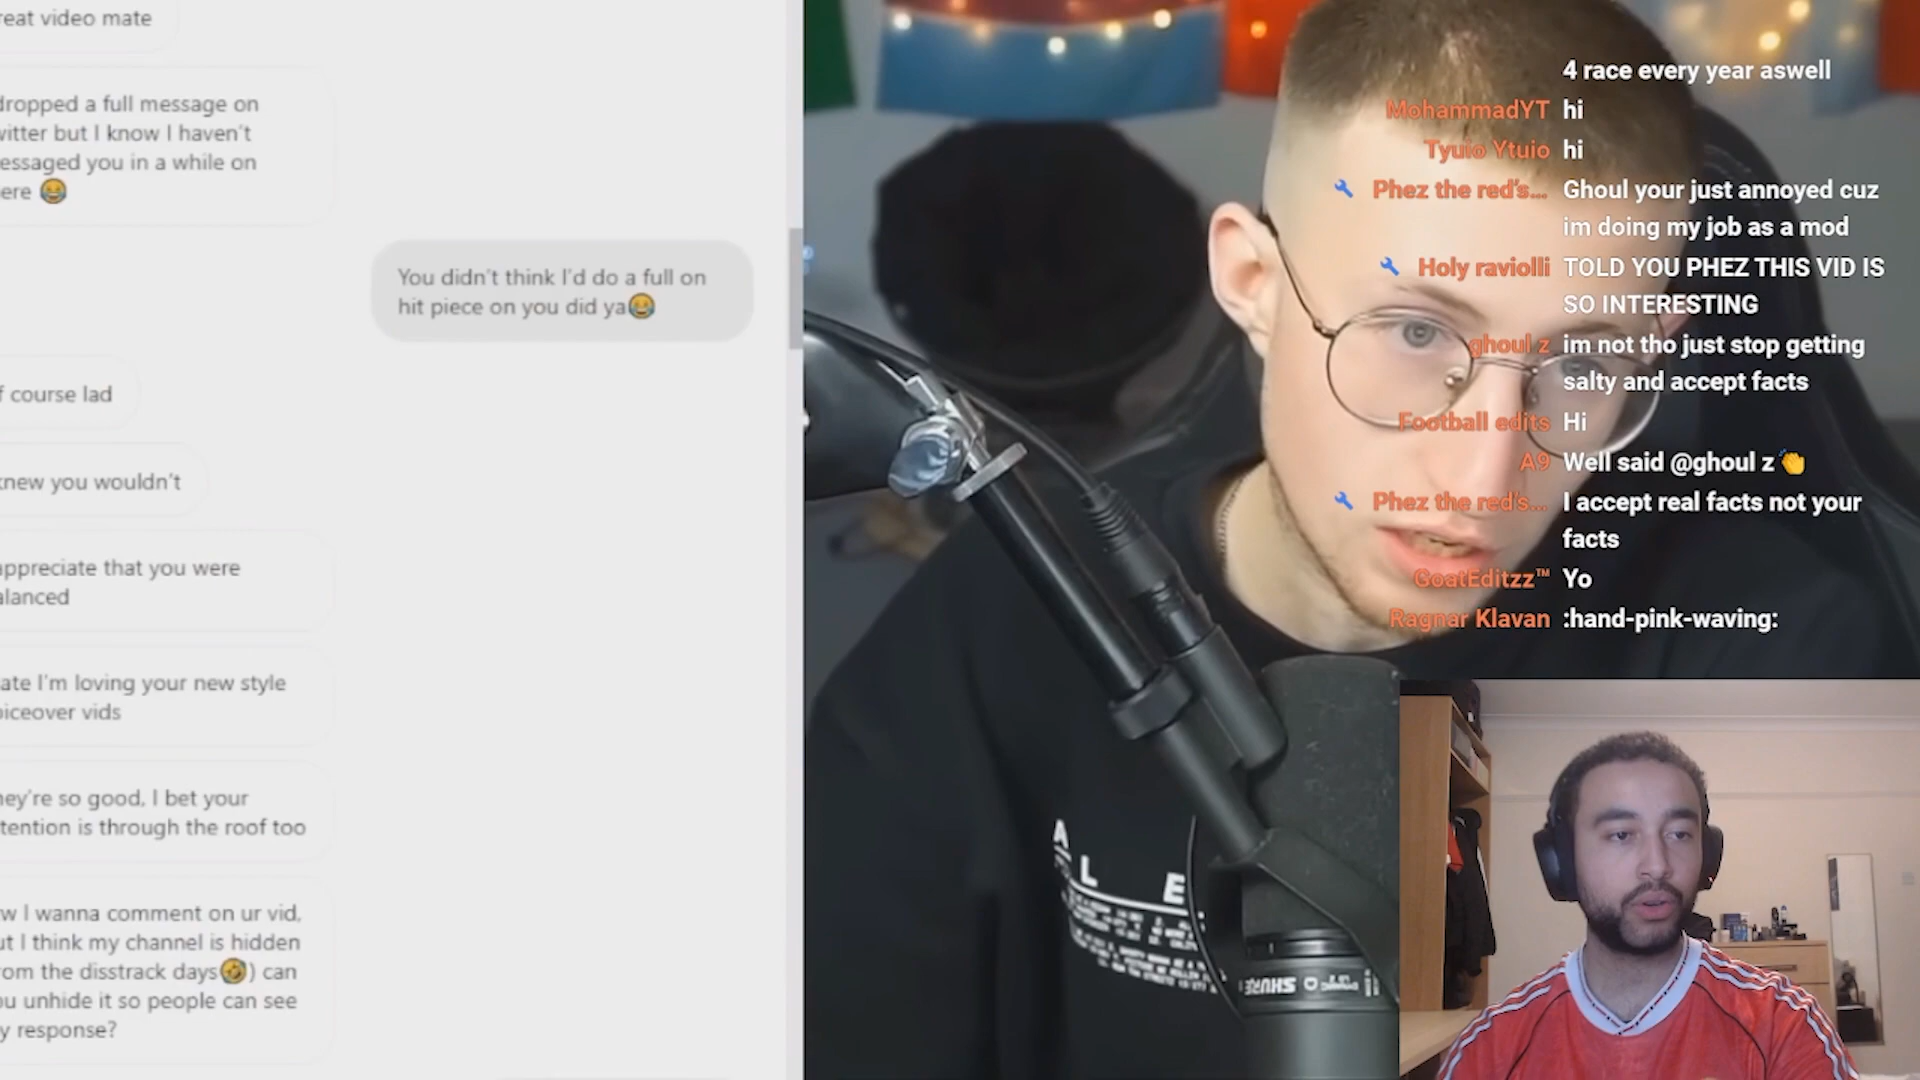 reat video mate
dropped a full message on
witter but I know I haven't
essaged you in a while on
ere 😂
You didn't think I'd do a full on
hit piece on you did ya😂
f course lad
knew you wouldn't
appreciate that you were
alanced
ate I'm loving your new style
oiceover vids
hey're so good, I bet your
tention is through the roof too
w I wanna comment on ur vid,
ut I think my channel is hidden
rom the disstrack days🤣) can
ou unhide it so people can see
y response?
4 race every year aswell
MohammadYT hi
Tyuio Ytuio hi
Phez the red's... Ghoul your just annoyed cuz
im doing my job as a mod
Holy raviolli TOLD YOU PHEZ THIS VID IS
SO INTERESTING
ghoul z im not tho just stop getting
salty and accept facts
Football edits Hi
A9 Well said @ghoul z 👏
Phez the red's... I accept real facts not your
facts
GoatEditzz™ Yo
Ragnar Klavan :hand-pink-waving:
A
L E
SHURE